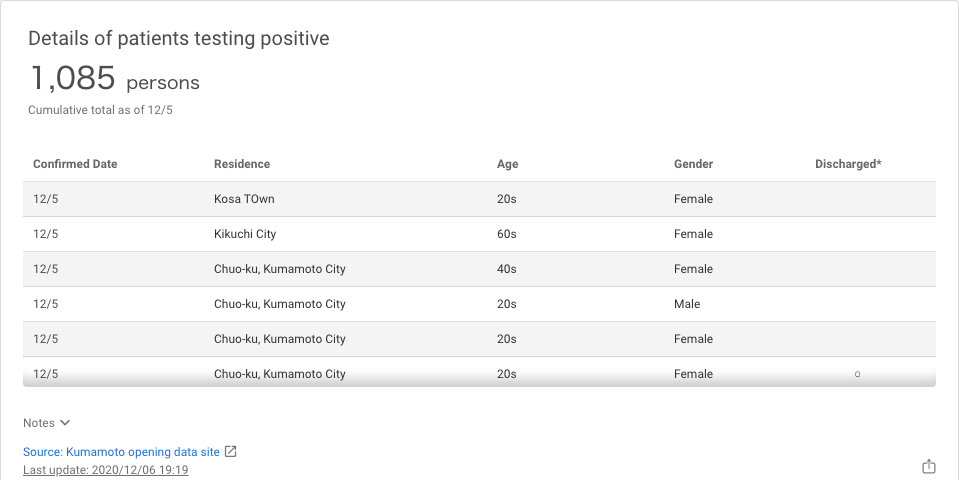 Details of patients testing positive
1,085 persons
Cumulative total as of 12/5
Confirmed Date Residence Age Gender Discharged*
12/5 Kosa TOwn 20s Female
12/5 Kikuchi City 60s Female
12/5 Chuo-ku, Kumamoto City 40s Female
12/5 Chuo-ku, Kumamoto City 20s Male
12/5 Chuo-ku, Kumamoto City 20s Female
12/5 Chuo-ku, Kumamoto City 20s Female ○
Notes
Source: Kumamoto opening data site
Last update: 2020/12/06 19:19